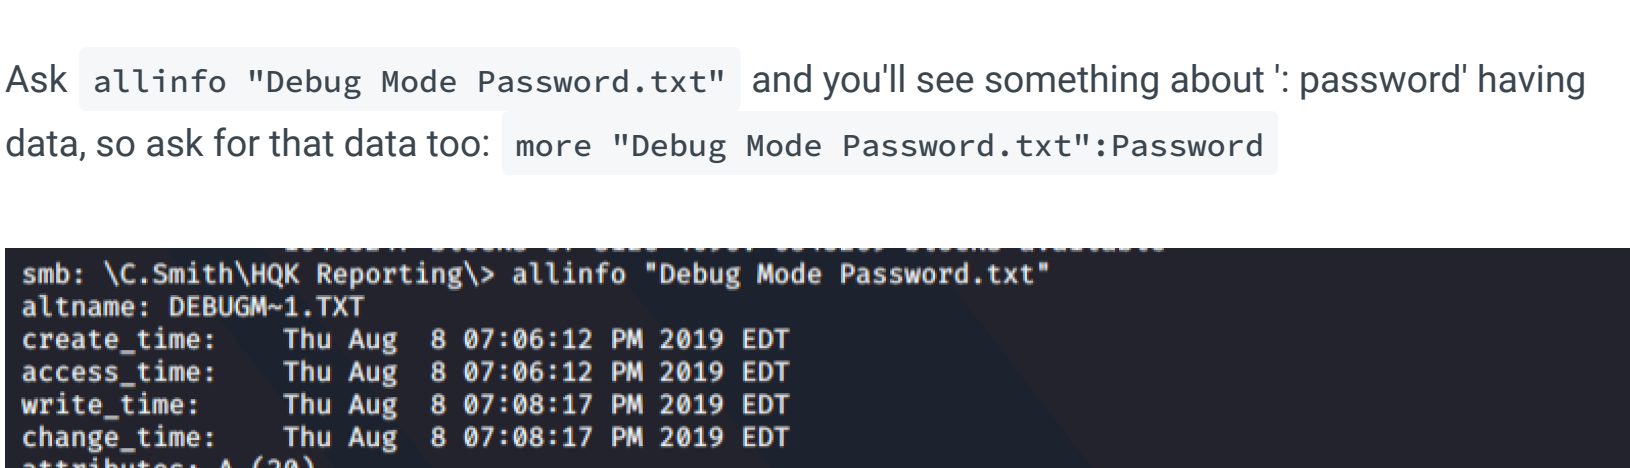 Ask allinfo "Debug Mode Password.txt" and you'll see something about ': password' having
data, so ask for that data too: more "Debug Mode Password.txt":Password
smb: \C.Smith\HQK Reporting\> allinfo "Debug Mode Password.txt"
altname: DEBUGM~1.TXT
create_time:    Thu Aug  8 07:06:12 PM 2019 EDT
access_time:    Thu Aug  8 07:06:12 PM 2019 EDT
write_time:     Thu Aug  8 07:08:17 PM 2019 EDT
change_time:    Thu Aug  8 07:08:17 PM 2019 EDT
attributes: A (20)